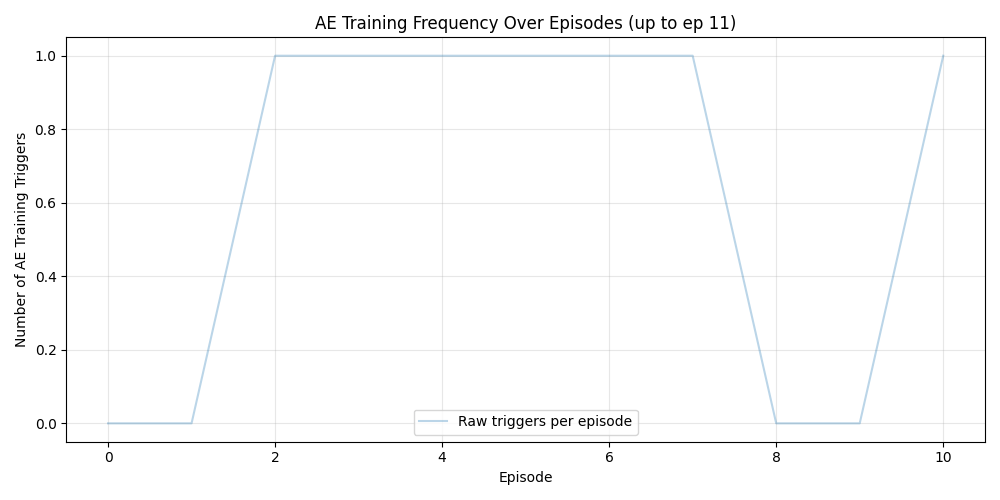 AE Training Frequency Over Episodes (up to ep 11)
Number of AE Training Triggers
1.0
0.8
0.6
0.4
0.2
0.0
Raw triggers per episode
0 2 4 6 8 10
Episode